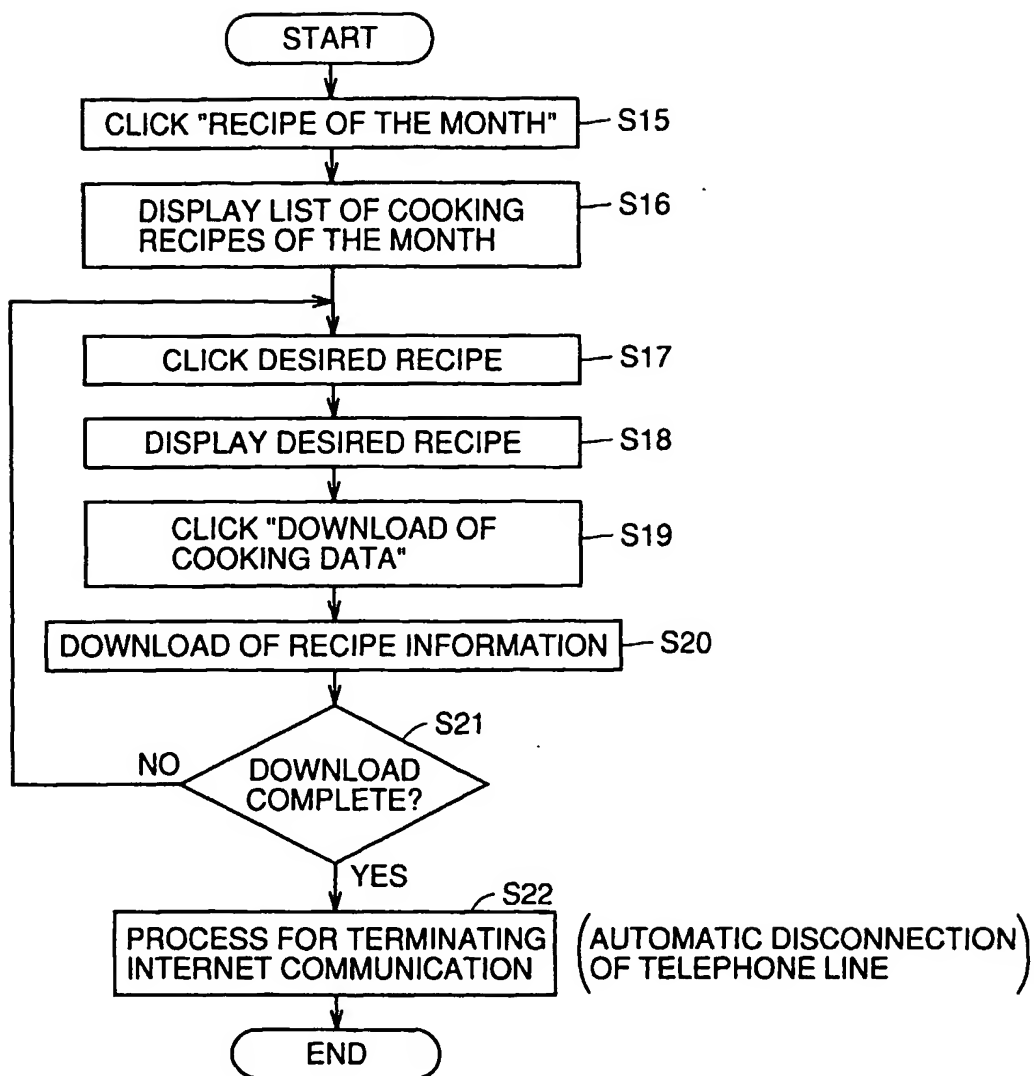 START
CLICK "RECIPE OF THE MONTH"
S15
DISPLAY LIST OF COOKING
RECIPES OF THE MONTH
S16
CLICK DESIRED RECIPE
S17
DISPLAY DESIRED RECIPE
S18
CLICK "DOWNLOAD OF
COOKING DATA"
S19
DOWNLOAD OF RECIPE INFORMATION
S20
S21
NO
DOWNLOAD
COMPLETE?
YES
S22
PROCESS FOR TERMINATING
INTERNET COMMUNICATION
(AUTOMATIC DISCONNECTION
OF TELEPHONE LINE)
END